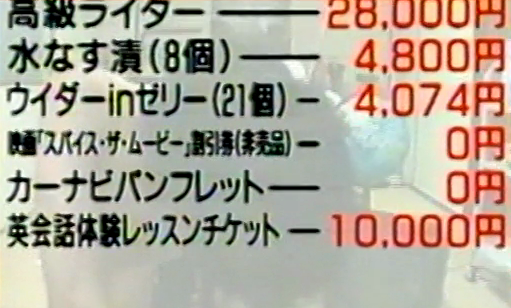 高級ライター 28,000円
水なす漬(8個) 4,800円
ウイダーinゼリー(21個) 4,074円
映画「スパイス・ザ・ムービー」割引券(非売品) 0円
カーナビパンフレット 0円
英会話体験レッスンチケット 10,000円